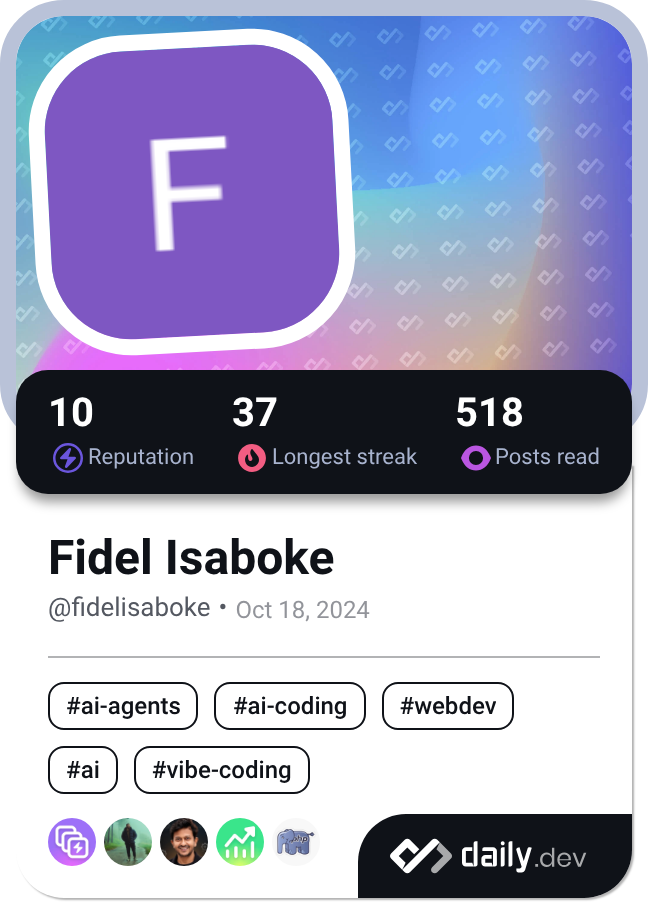 F
10 37 518
Reputation Longest streak Posts read
Fidel Isaboke
@fidelisaboke • Oct 18, 2024
#ai-agents #ai-coding #webdev
#ai #vibe-coding
php
daily.dev